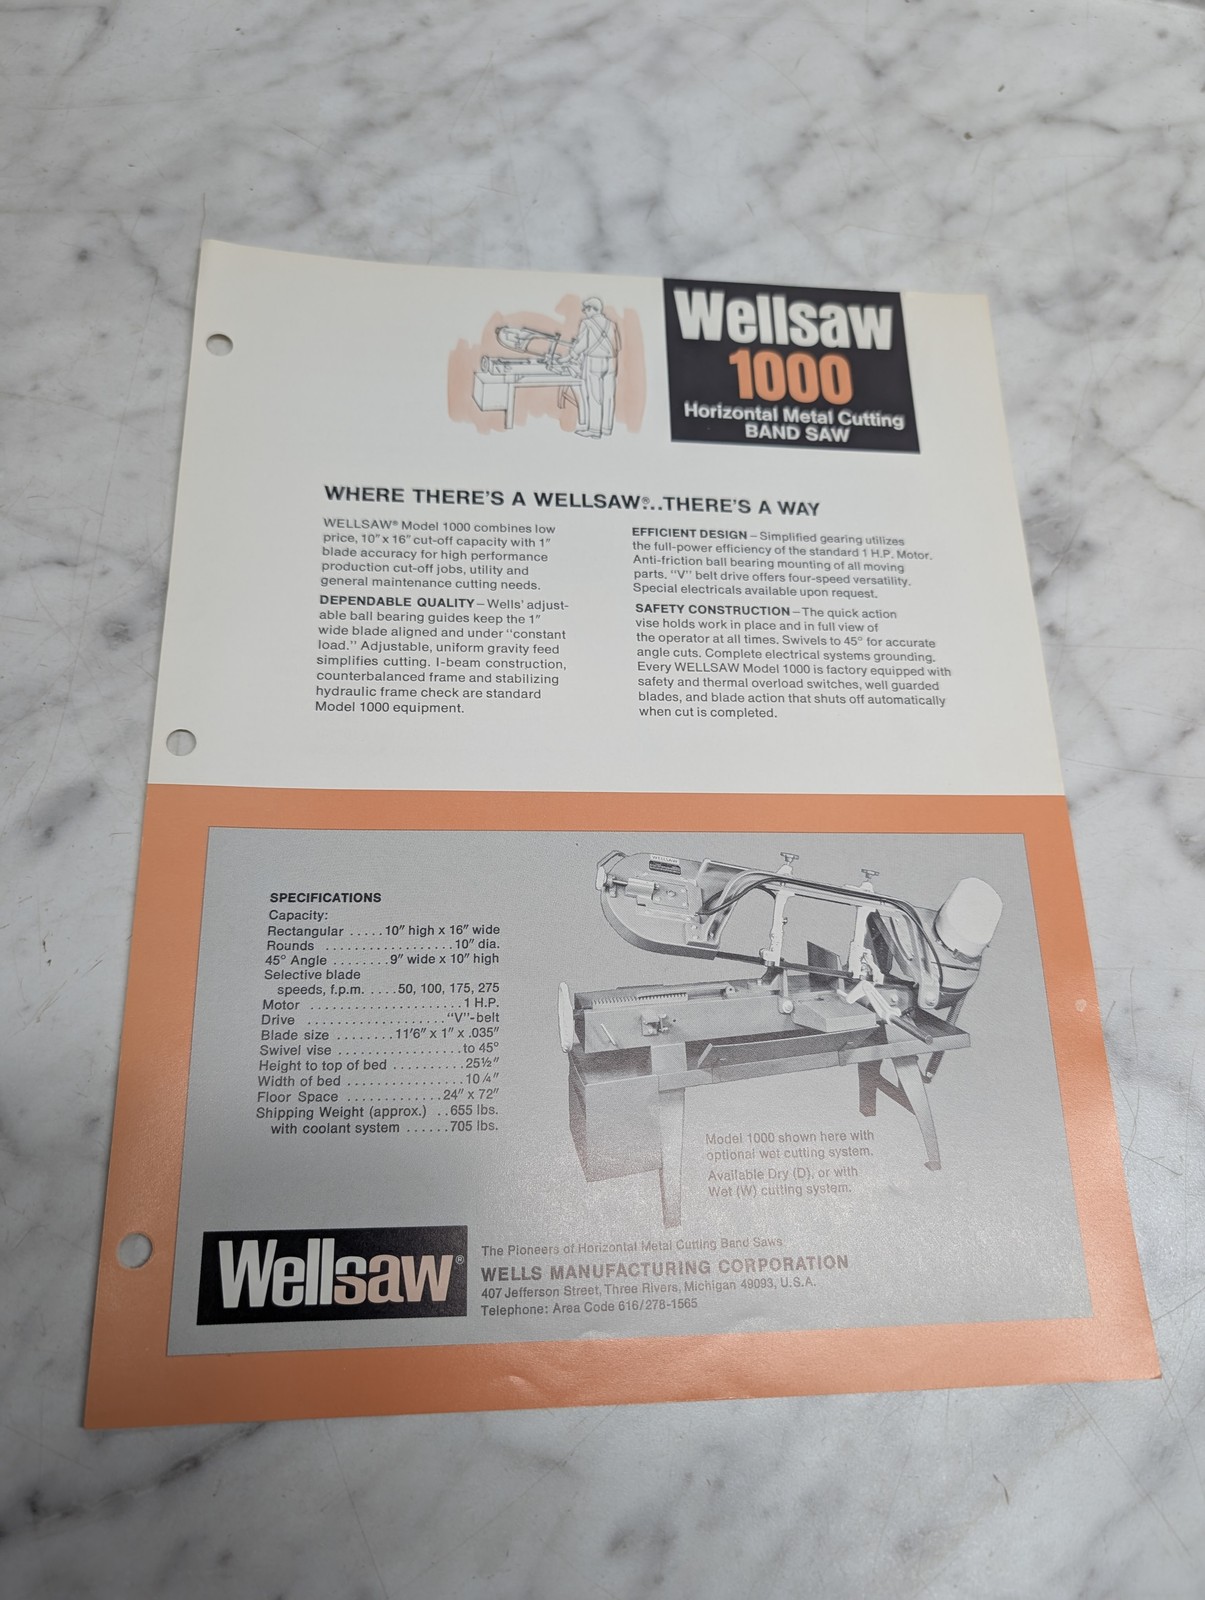 Wellsaw
1000
Horizontal Metal Cutting
BAND SAW
WHERE THERE'S A WELLSAW®...THERE'S A WAY
WELLSAW® Model 1000 combines low
price, 10" x 16" cut-off capacity with 1"
blade accuracy for high performance
production cut-off jobs, utility and
general maintenance cutting needs.
DEPENDABLE QUALITY – Wells' adjust-
able ball bearing guides keep the 1"
wide blade aligned and under "constant
load." Adjustable, uniform gravity feed
simplifies cutting. I-beam construction,
counterbalanced frame and stabilizing
hydraulic frame check are standard
Model 1000 equipment.
EFFICIENT DESIGN – Simplified gearing utilizes
the full-power efficiency of the standard 1 H.P. Motor.
Anti-friction ball bearing mounting of all moving
parts. "V" belt drive offers four-speed versatility.
Special electricals available upon request.
SAFETY CONSTRUCTION – The quick action
vise holds work in place and in full view of
the operator at all times. Swivels to 45° for accurate
angle cuts. Complete electrical systems grounding.
Every WELLSAW Model 1000 is factory equipped with
safety and thermal overload switches, well guarded
blades, and blade action that shuts off automatically
when cut is completed.
SPECIFICATIONS
Capacity:
Rectangular .....10" high x 16" wide
Rounds ..................10" dia.
45° Angle ........9" wide x 10" high
Selective blade
speeds, f.p.m. ....50, 100, 175, 275
Motor ......................1 H.P.
Drive ...................."V"-belt
Blade size ........11'6" x 1" x .035"
Swivel vise .................to 45°
Height to top of bed ..........25½"
Width of bed ................10
Floor Space .............24" x 72"
Shipping Weight (approx.) ..655 lbs.
with coolant system ......705 lbs.
WELLSAW
Model 1000 shown here with
optional wet cutting system.
Available Dry (D), or with
Wet (W) cutting system.
Wellsaw®
The Pioneers of Horizontal Metal Cutting Band Saws
WELLS MANUFACTURING CORPORATION
407 Jefferson Street, Three Rivers, Michigan 49093, U.S.A.
Telephone: Area Code 616/278-1565